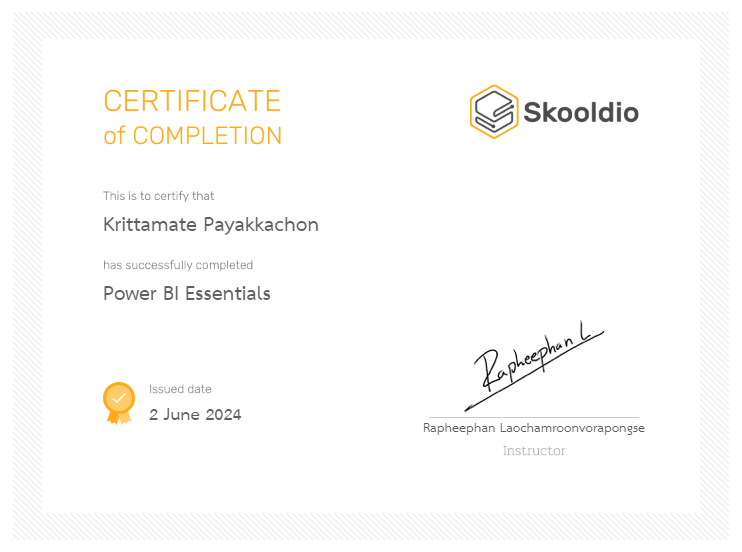 CERTIFICATE
of COMPLETION
Skooldio
This is to certify that
Krittamate Payakkachon
has successfully completed
Power BI Essentials
Rapheephan L.
Issued date
2 June 2024
Rapheephan Laochamroonvorapongse
Instructor